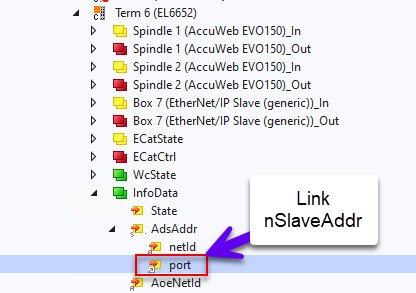 Term 6 (EL6652)
Spindle 1 (AccuWeb EVO150)_In
Spindle 1 (AccuWeb EVO150)_Out
Spindle 2 (AccuWeb EVO150)_In
Spindle 2 (AccuWeb EVO150)_Out
Box 7 (EtherNet/IP Slave (generic))_In
Box 7 (EtherNet/IP Slave (generic))_Out
ECatState
ECatCtrl
WcState
InfoData
State
AdsAddr
netId
port
AoeNetId
Link
nSlaveAddr